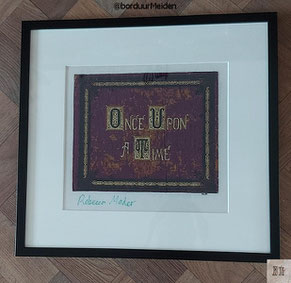 @borduurMeiden
Once Upon
A Time
Rebecca Mader